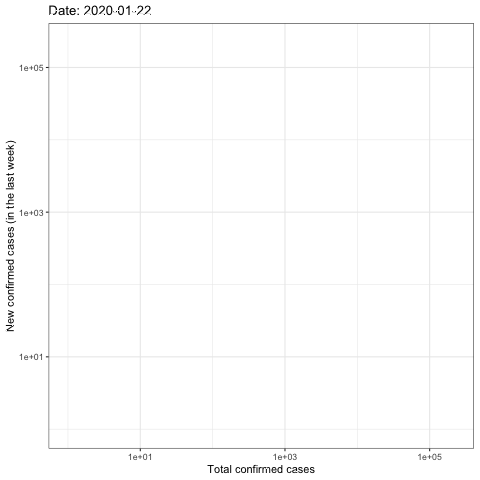 Date: 2020-01-22
1e+05
1e+03
1e+01
New confirmed cases (in the last week)
1e+01 1e+03 1e+05
Total confirmed cases